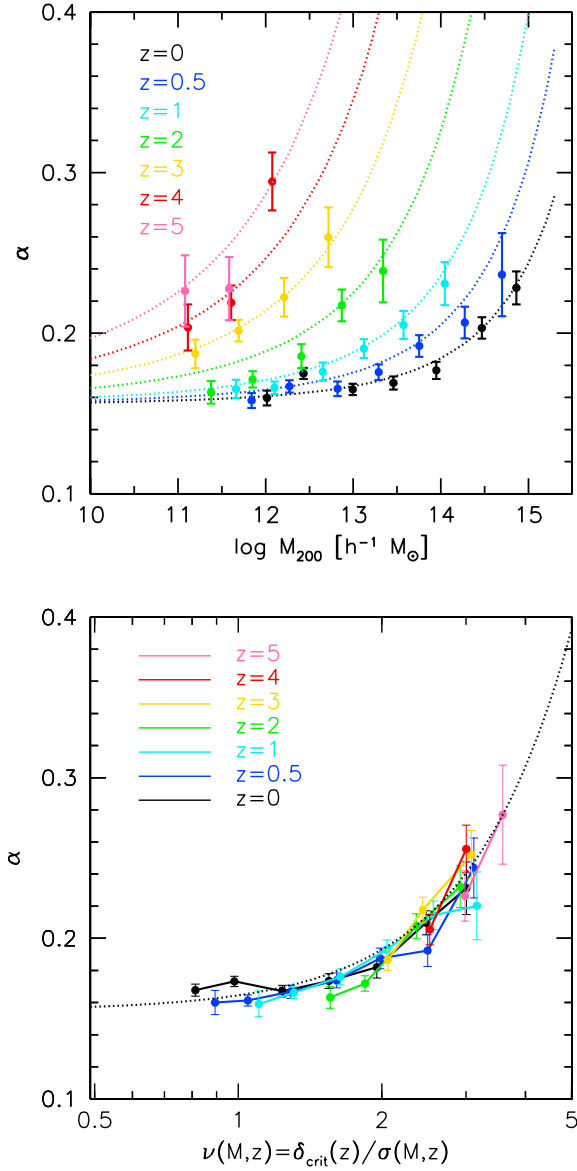 0.4
z=0
z=0.5
z=1
z=2
z=3
z=4
z=5
0.3
α
0.2
0.1
10 11 12 13 14 15
log M₂₀₀ [h⁻¹ M☉]
0.4
z=5
z=4
z=3
z=2
z=1
z=0.5
z=0
0.3
α
0.2
0.1
0.5 1 2 5
ν(M,z)=δ_crit(z)/σ(M,z)